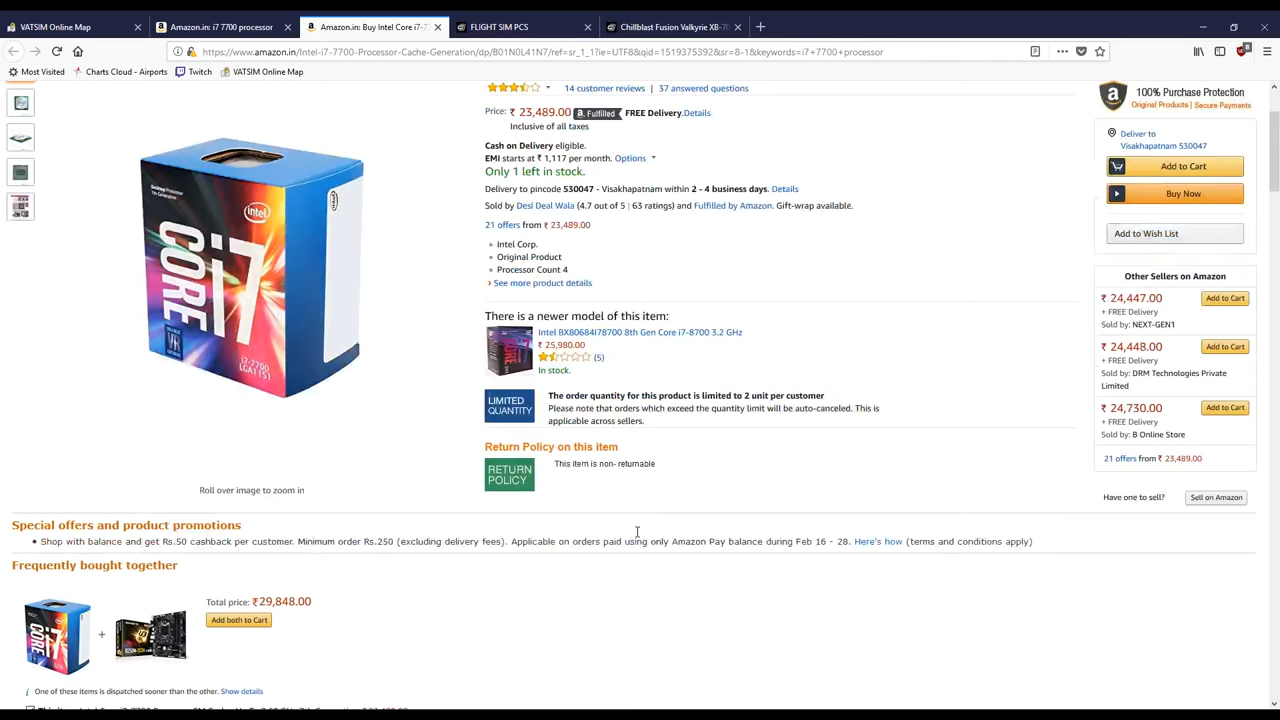 VATSIM Online Map
Amazon.in: i7 7700 processor
Amazon.in: Buy Intel Core i7-7
FLIGHT SIM PCS
Chillblast Fusion Valkyrie XB-70
https://www.amazon.in/Intel-i7-7700-Processor-Cache-Generation/dp/B01N0L41N7/ref=sr_1_1?ie=UTF8&qid=1519375392&sr=8-1&keywords=i7+7700+processor
Most Visited
Charts Cloud - Airports
Twitch
VATSIM Online Map
14 customer reviews | 37 answered questions
Price: ₹ 23,489.00 a Fulfilled FREE Delivery.Details
Inclusive of all taxes
Cash on Delivery eligible.
EMI starts at ₹ 1,117 per month. Options
Only 1 left in stock.
Delivery to pincode 530047 - Visakhapatnam within 2 - 4 business days. Details
Sold by Desi Deal Wala (4.7 out of 5 | 63 ratings) and Fulfilled by Amazon. Gift-wrap available.
21 offers from ₹ 23,489.00
Intel Corp.
Original Product
Processor Count 4
› See more product details
There is a newer model of this item:
Intel BX80684I78700 8th Gen Core i7-8700 3.2 GHz
₹ 25,980.00
(5)
In stock.
LIMITED QUANTITY
The order quantity for this product is limited to 2 unit per customer
Please note that orders which exceed the quantity limit will be auto-canceled. This is
applicable across sellers.
Return Policy on this item
RETURN POLICY
This item is non- returnable
Desktop Processor
7th Generation
intel
CORE i7
i7-7700
LGA1151
Roll over image to zoom in
100% Purchase Protection
Original Products | Secure Payments
Deliver to
Visakhapatnam 530047
Add to Cart
Buy Now
Add to Wish List
Other Sellers on Amazon
₹ 24,447.00 Add to Cart
+ FREE Delivery
Sold by: NEXT-GEN1
₹ 24,448.00 Add to Cart
+ FREE Delivery
Sold by: DRM Technologies Private
Limited
₹ 24,730.00 Add to Cart
+ FREE Delivery
Sold by: B Online Store
21 offers from ₹ 23,489.00
Have one to sell? Sell on Amazon
Special offers and product promotions
Shop with balance and get Rs.50 cashback per customer. Minimum order Rs.250 (excluding delivery fees). Applicable on orders paid using only Amazon Pay balance during Feb 16 - 28. Here's how (terms and conditions apply)
Frequently bought together
Total price: ₹29,848.00
+
Add both to Cart
i One of these items is dispatched sooner than the other. Show details